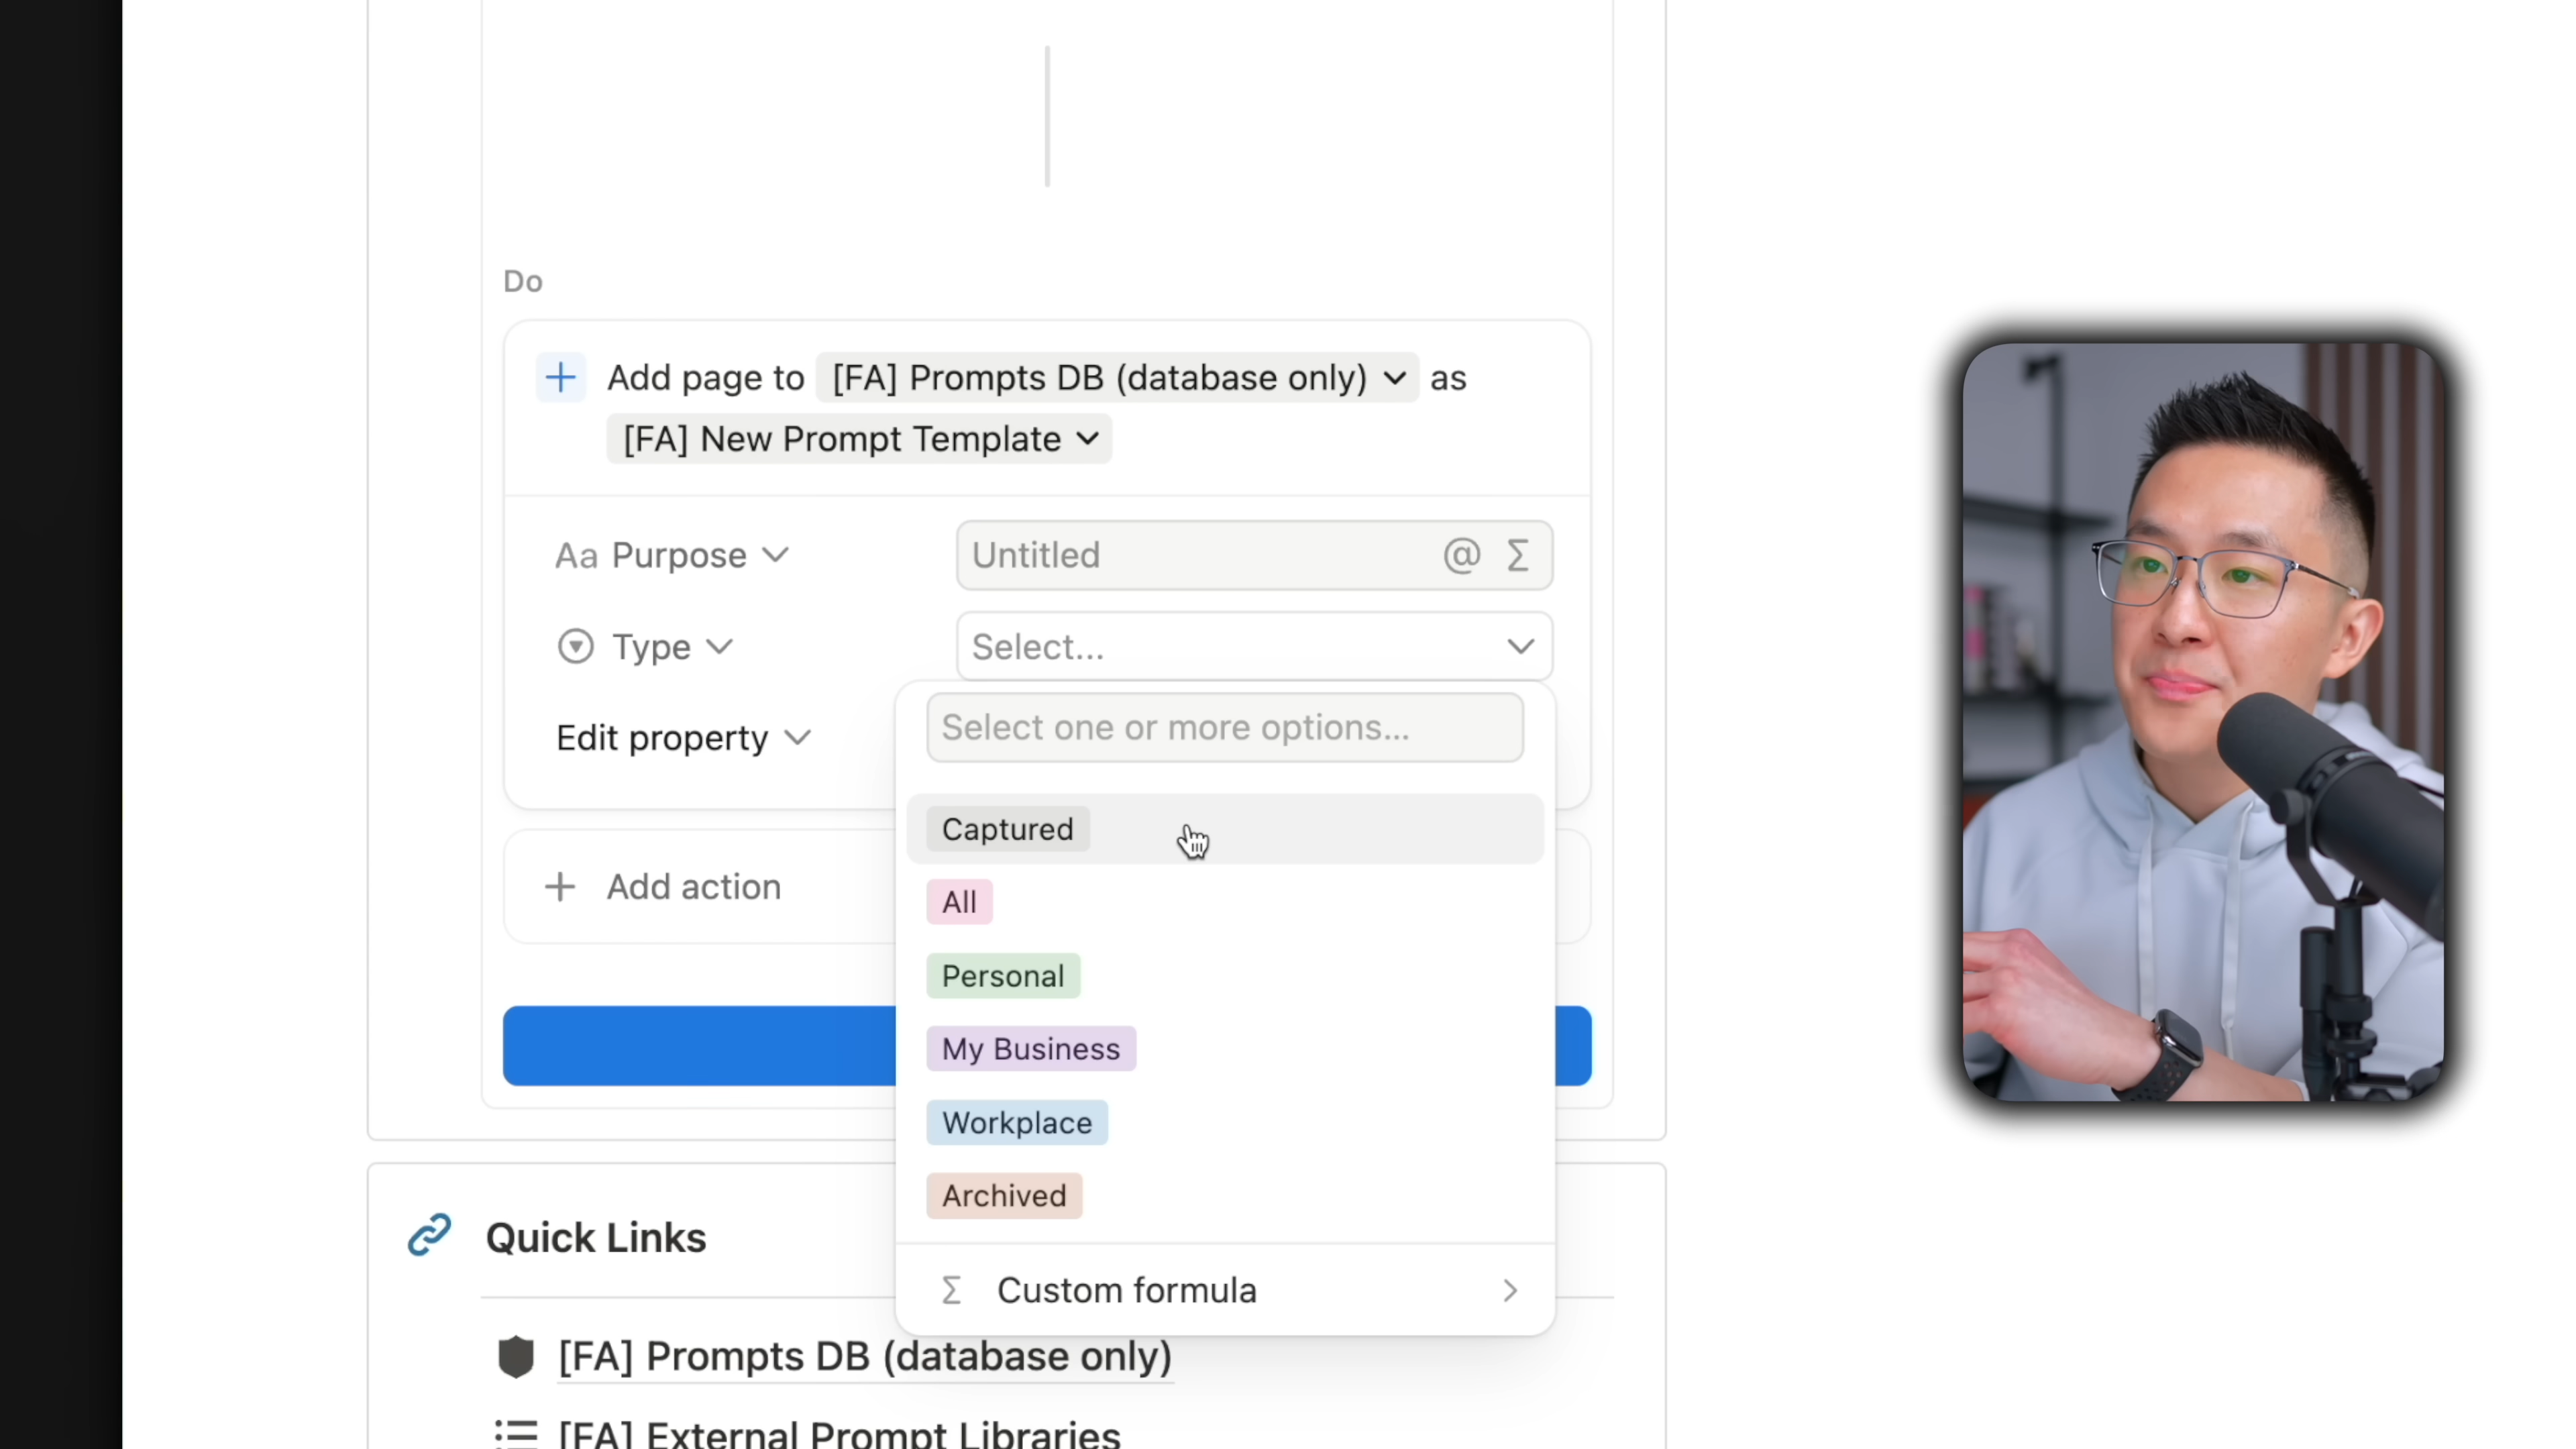 Do
Add page to [FA] Prompts DB (database only) as
[FA] New Prompt Template
Aa Purpose
Untitled @ Σ
Type
Select...
Edit property
Select one or more options...
Captured
All
Personal
My Business
Workplace
Archived
Σ Custom formula
+ Add action
Quick Links
[FA] Prompts DB (database only)
[FA] External Prompt Libraries